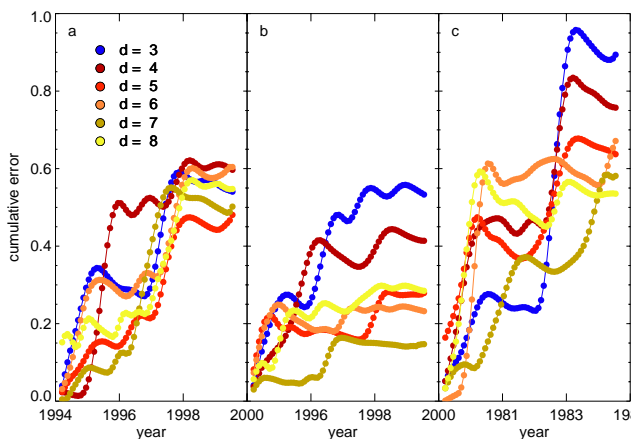 a b c
d = 3
d = 4
d = 5
d = 6
d = 7
d = 8
cumulative error
1.0
0.8
0.6
0.4
0.2
0.0
1994 1996 1998 2000 1996 1998 2000 1981 1983
year year year